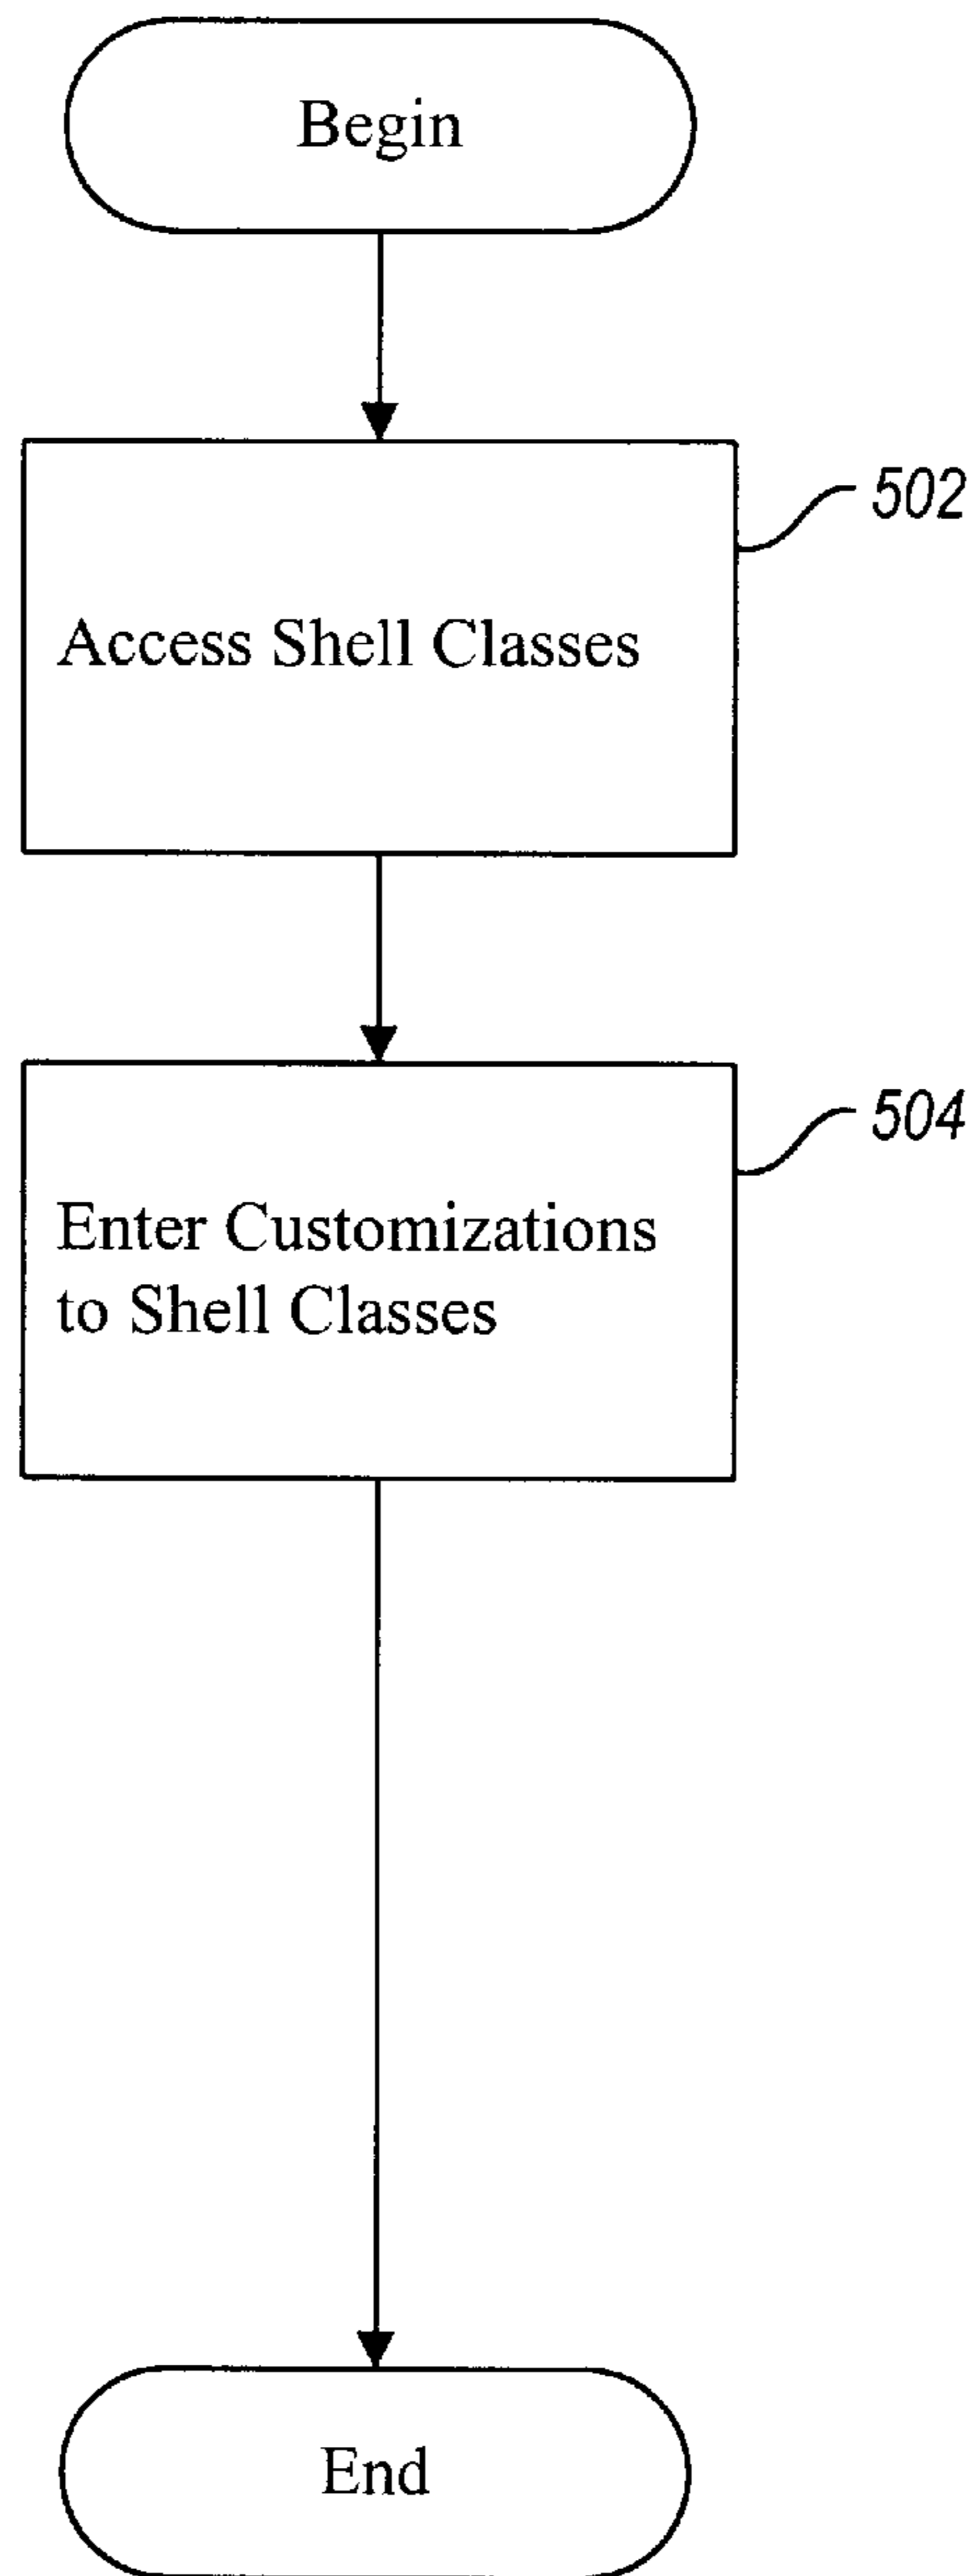 Begin
502
Access Shell Classes
504
Enter Customizations
to Shell Classes
End